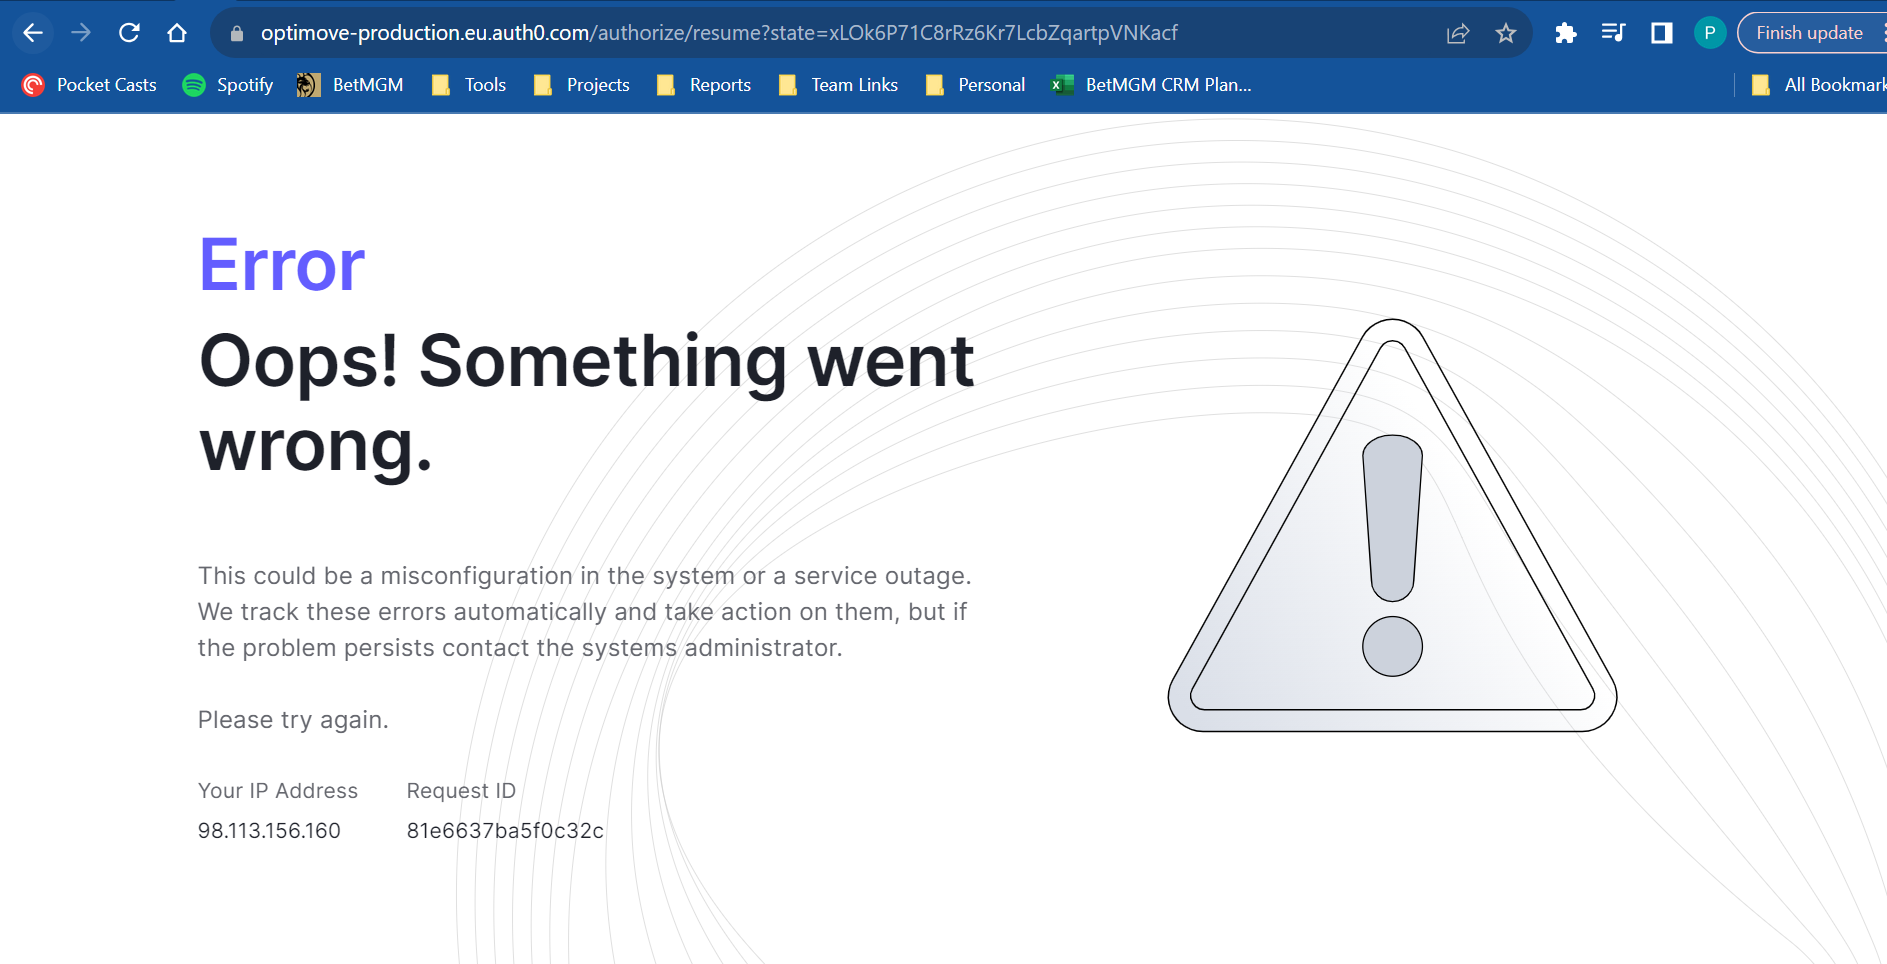 optimove-production.eu.auth0.com/authorize/resume?state=xLOk6P71C8rRz6Kr7LcbZqartpVNKacf
P
Finish update
Pocket Casts Spotify BetMGM Tools Projects Reports Team Links Personal BetMGM CRM Plan... All Bookmark
Error
Oops! Something went
wrong.
This could be a misconfiguration in the system or a service outage.
We track these errors automatically and take action on them, but if
the problem persists contact the systems administrator.
Please try again.
Your IP Address Request ID
98.113.156.160 81e6637ba5f0c32c